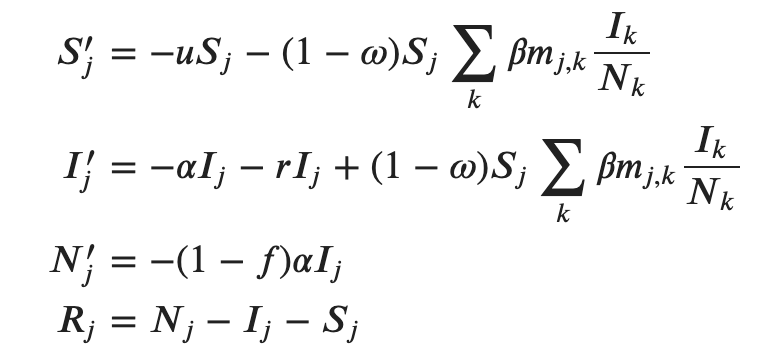 S′_j = −uS_j − (1 − ω)S_j ∑_k βm_{j,k} I_k/N_k
I′_j = −αI_j − rI_j + (1 − ω)S_j ∑_k βm_{j,k} I_k/N_k
N′_j = −(1 − f)αI_j
R_j = N_j − I_j − S_j